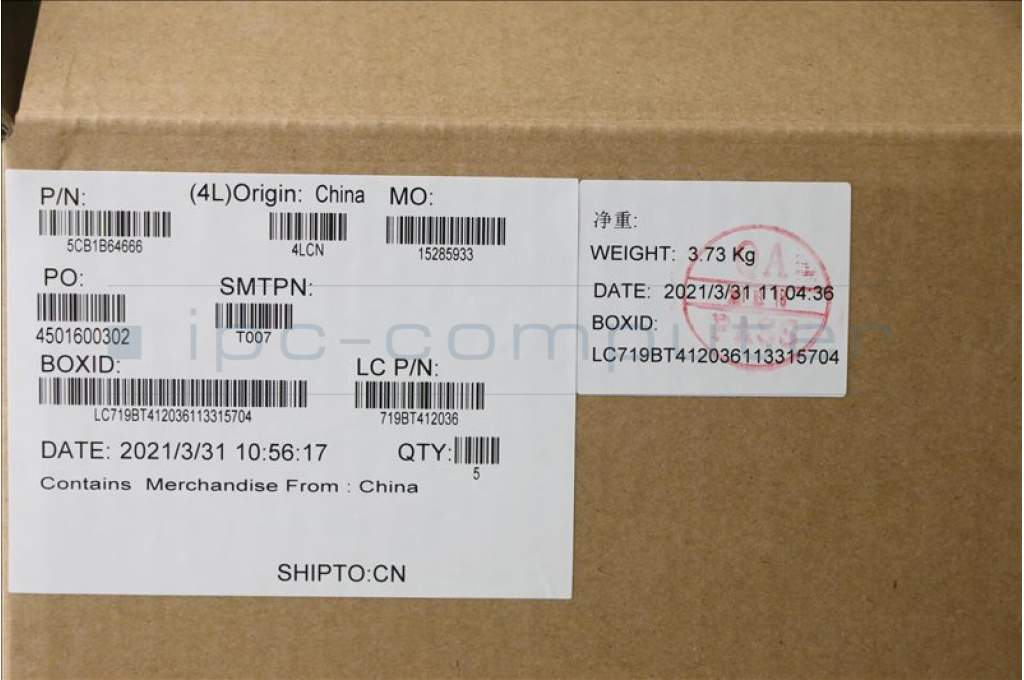 P/N: (4L)Origin: China MO:
5CB1B64666 4LCN 15285933
PO: SMTPN:
4501600302 T007
BOXID: LC P/N:
LC719BT412036113315704 719BT412036
DATE: 2021/3/31 10:56:17 QTY:
5
Contains Merchandise From : China
SHIPTO:CN
净重:
WEIGHT: 3.73 Kg
DATE: 2021/3/31 11:04:36
BOXID:
LC719BT412036113315704
QA
ipc-computer